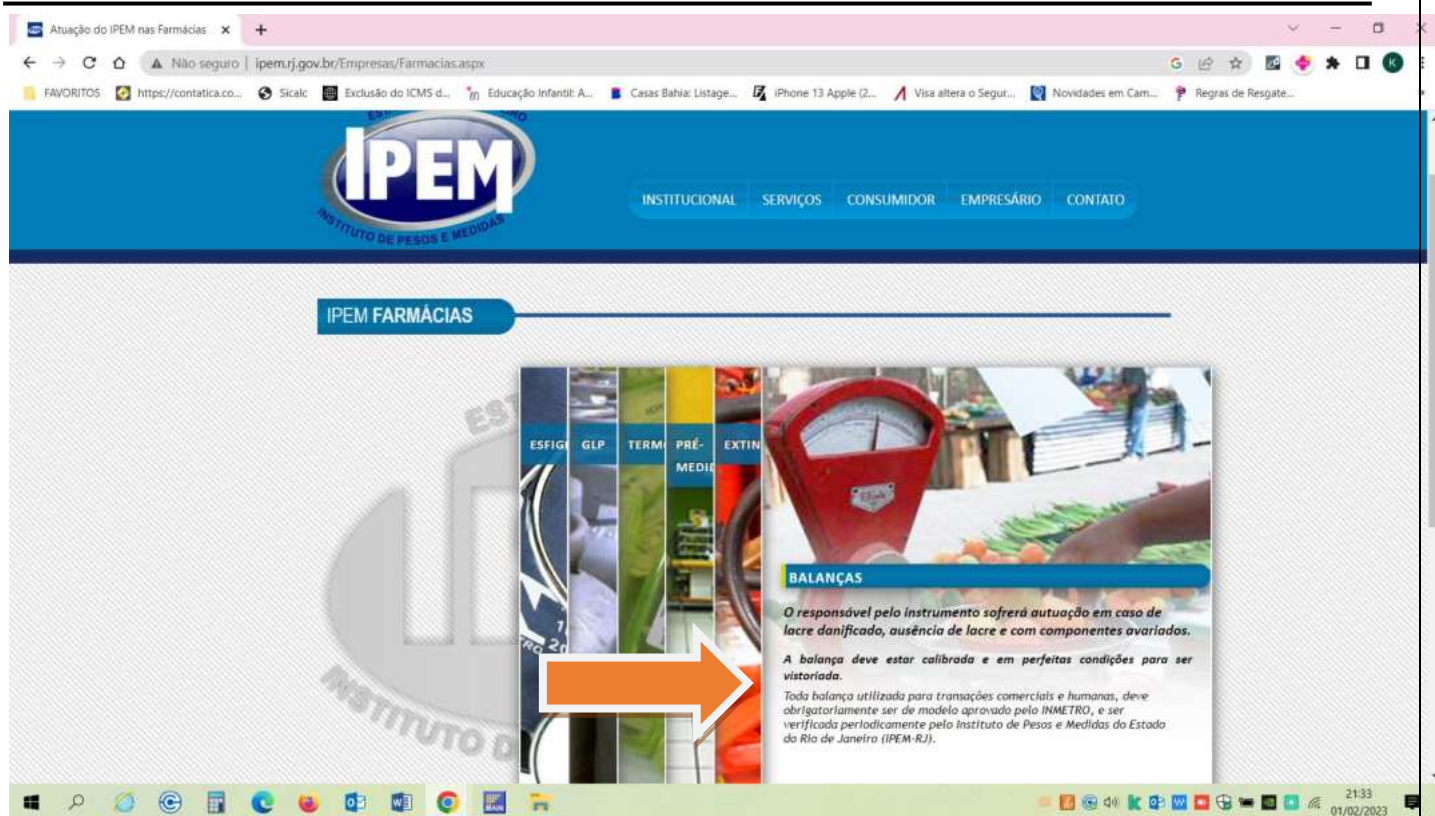 Atuação do IPEM nas Farmácias
Não seguro | ipem.rj.gov.br/Empresas/Farmacias.aspx
FAVORITOS https://contatica.co... Sicalc Exclusão do ICMS d... Educação Infantil: A... Casas Bahia: Listage... iPhone 13 Apple (2... Visa altera o Segur... Novidades em Cam... Regras de Resgate...
IPEM
INSTITUTO DE PESOS E MEDIDAS
INSTITUCIONAL SERVIÇOS CONSUMIDOR EMPRESÁRIO CONTATO
IPEM FARMÁCIAS
ESFIG GLP TERM PRÉ- EXTIN
MEDID
BALANÇAS
O responsável pelo instrumento sofrerá autuação em caso de
lacre danificado, ausência de lacre e com componentes avariados.
A balança deve estar calibrada e em perfeitas condições para ser
vistoriada.
Toda balança utilizada para transações comerciais e humanas, deve
obrigatoriamente ser de modelo aprovado pelo INMETRO, e ser
verificada periodicamente pelo Instituto de Pesos e Medidas do Estado
do Rio de Janeiro (IPEM-RJ).
INSTITUTO D
21:33
01/02/2023